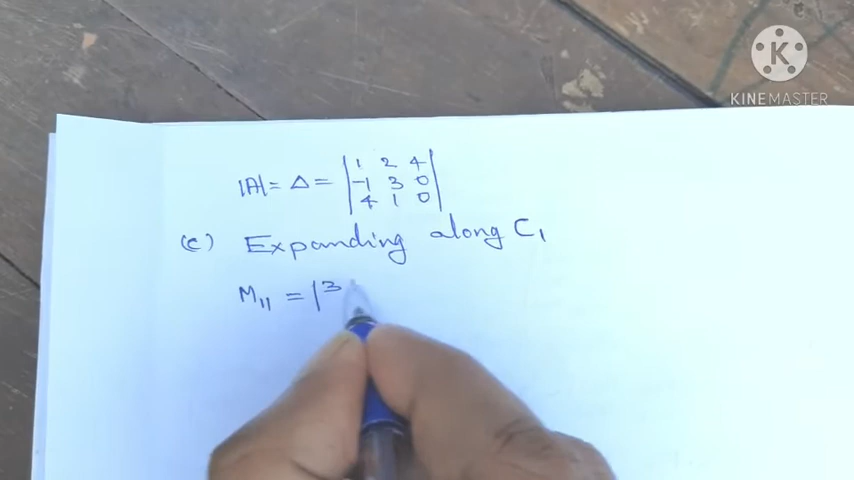 K
KINEMASTER
|A| = Δ = | 1 2 4 |
| -1 3 0 |
| 4 1 0 |
(c) Expanding along C₁
M₁₁ = | 3